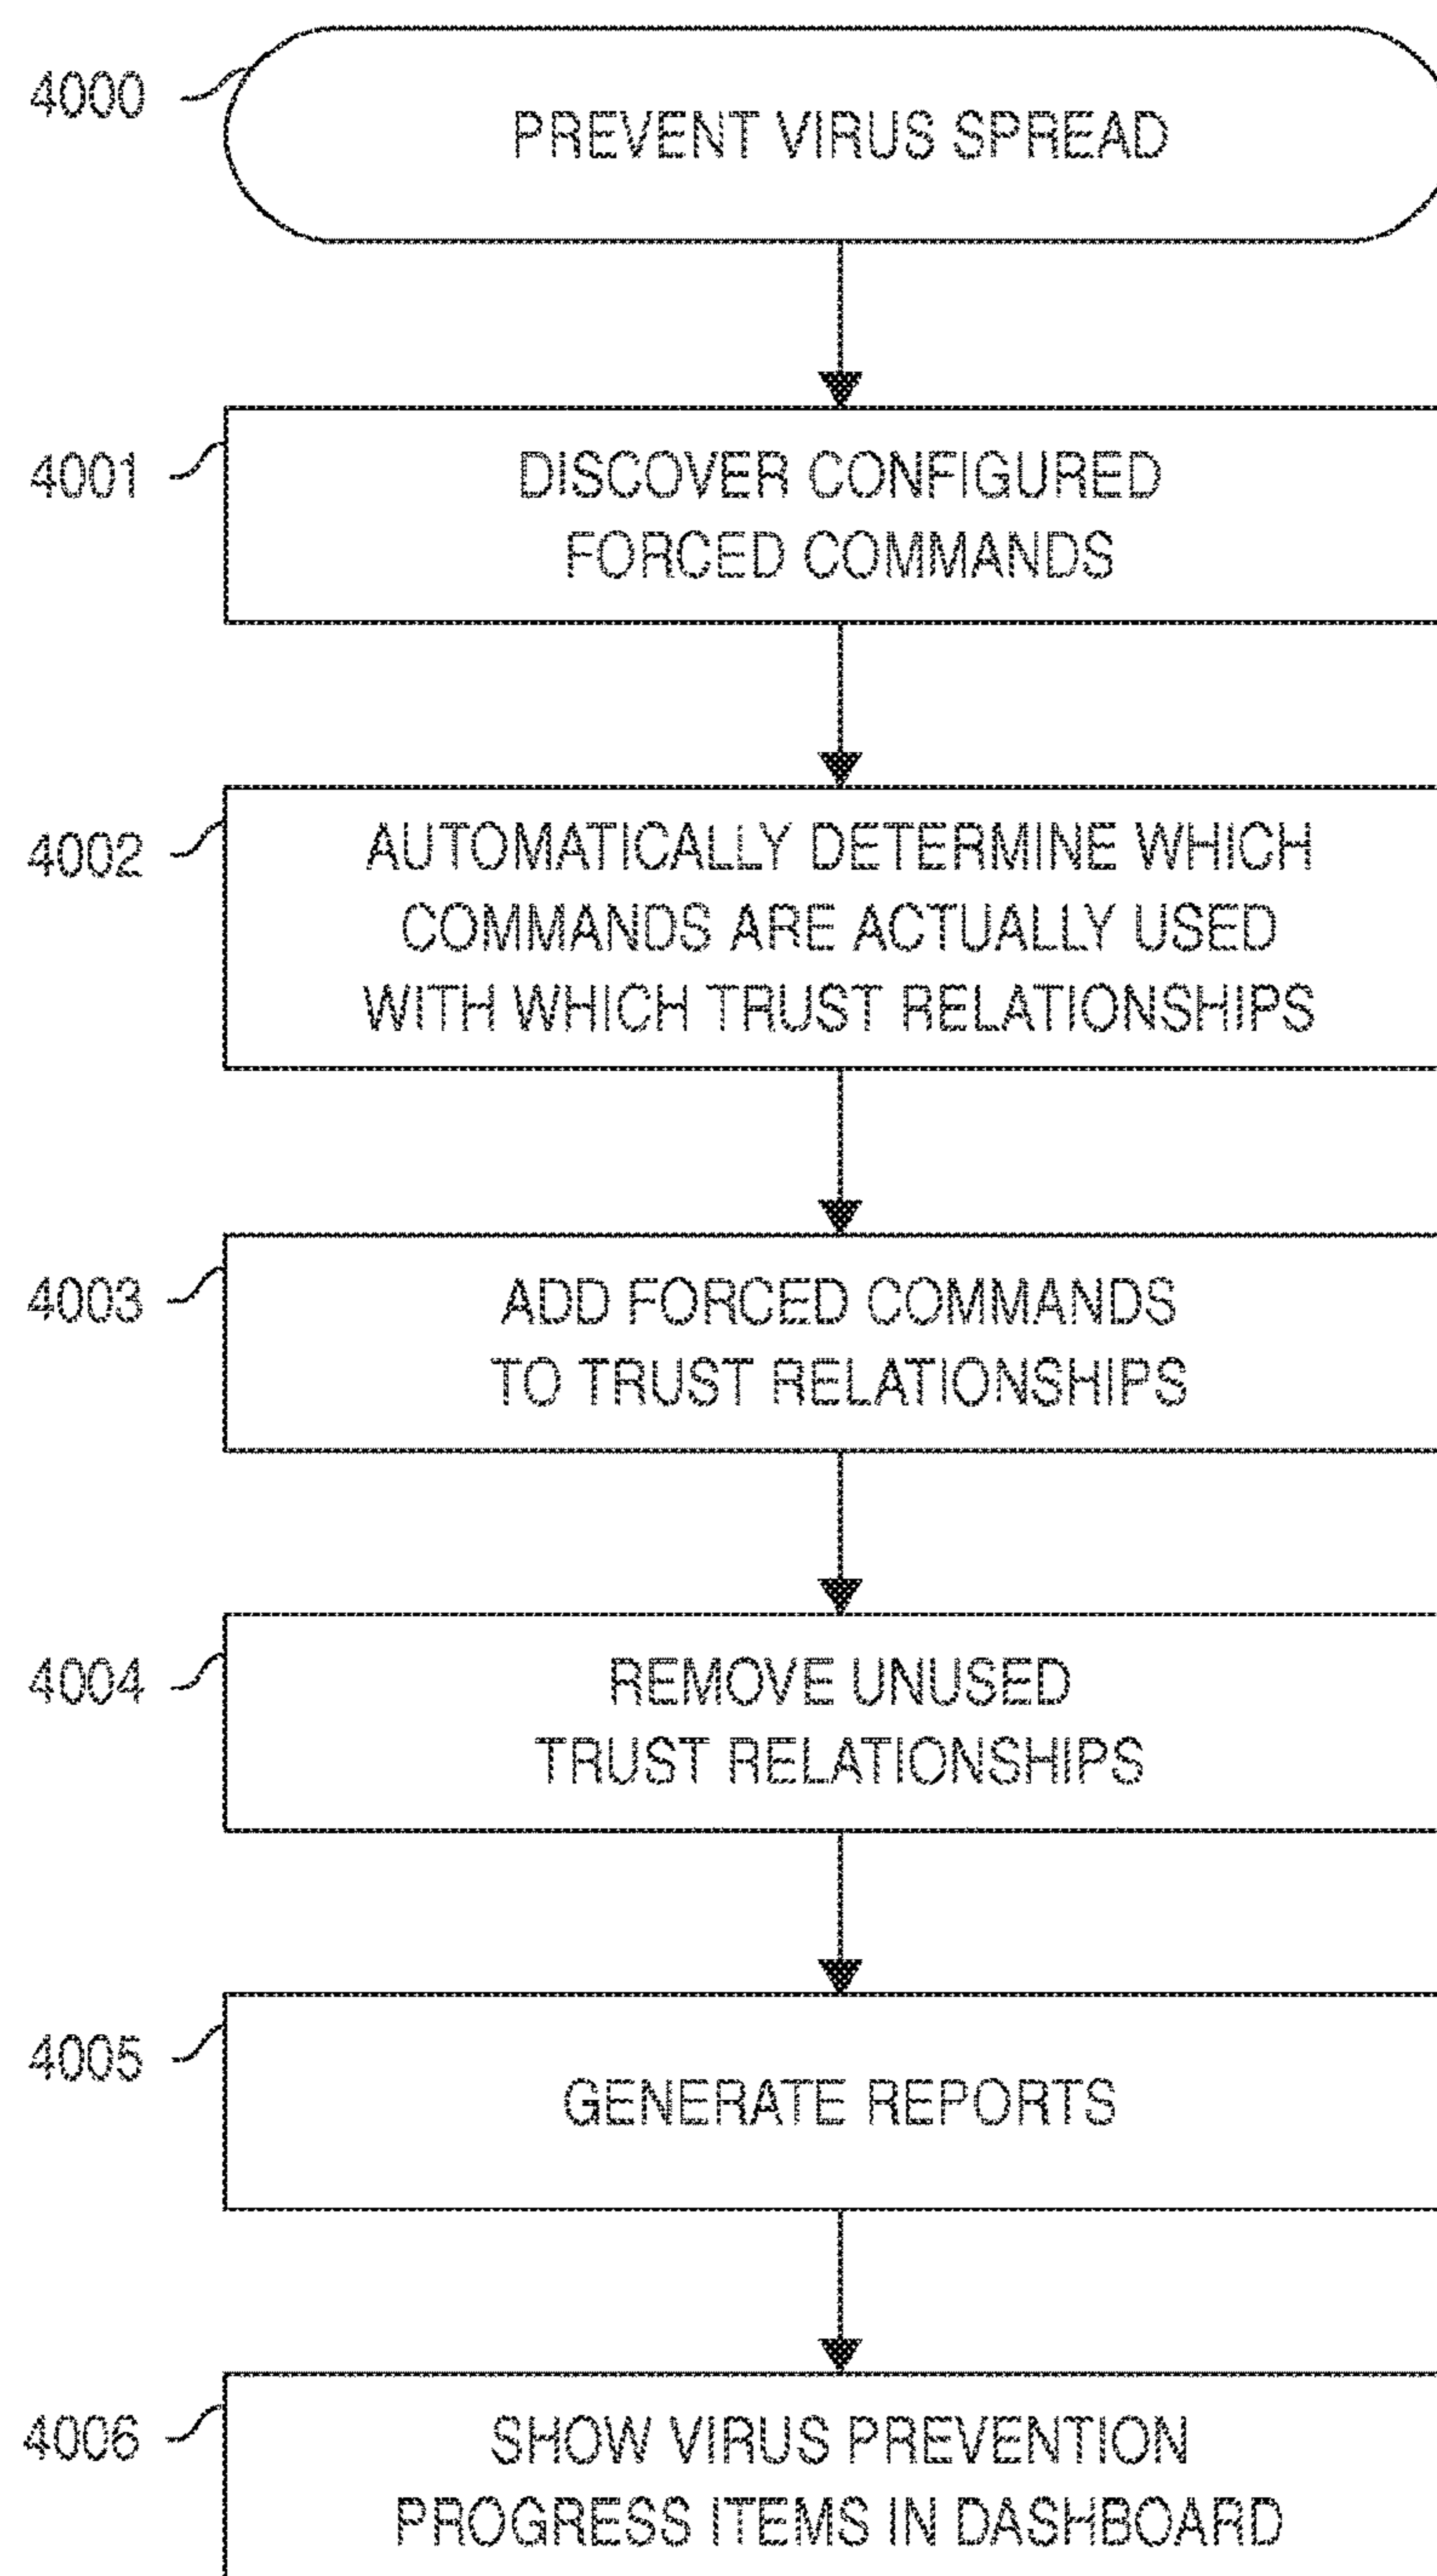 4000
PREVENT VIRUS SPREAD
4001
DISCOVER CONFIGURED
FORCED COMMANDS
4002
AUTOMATICALLY DETERMINE WHICH
COMMANDS ARE ACTUALLY USED
WITH WHICH TRUST RELATIONSHIPS
4003
ADD FORCED COMMANDS
TO TRUST RELATIONSHIPS
4004
REMOVE UNUSED
TRUST RELATIONSHIPS
4005
GENERATE REPORTS
4006
SHOW VIRUS PREVENTION
PROGRESS ITEMS IN DASHBOARD